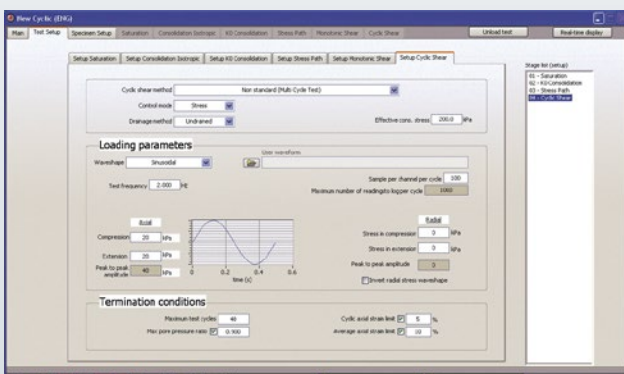 New Cyclic (ENG)
Main Test Setup Specimen Setup Saturation Consolidation Isotropic K0 Consolidation Stress Path Monotonic Shear Cyclic Shear Unload test Real-time display
Setup Saturation Setup Consolidation Isotropic Setup K0 Consolidation Setup Stress Path Setup Monotonic Shear Setup Cyclic Shear
Stage list (setup)
01 - Saturation
02 - K0 Consolidation
03 - Stress Path
04 - Cyclic Shear
Cyclic shear method Non standard (Multi Cycle Test)
Control mode Stress
Drainage method Undrained Effective cons. stress 200.0 kPa
Loading parameters
User waveform
Waveshape Sinusoidal
Sample per channel per cycle 100
Test frequency 2.000 Hz
Maximum number of readings to log per cycle 1000
Axial Radial
Compression 20 kPa
Stress in compression 0 kPa
Extension 20 kPa
Stress in extension 0 kPa
Peak to peak amplitude 40 kPa
Peak to peak amplitude 0
0 0.2 0.4 0.6
time (s)
Invert radial stress waveshape
Termination conditions
Maximum test cycles 40 Cyclic axial strain limit 5 %
Max pore pressure ratio 0.900 Average axial strain limit 10 %